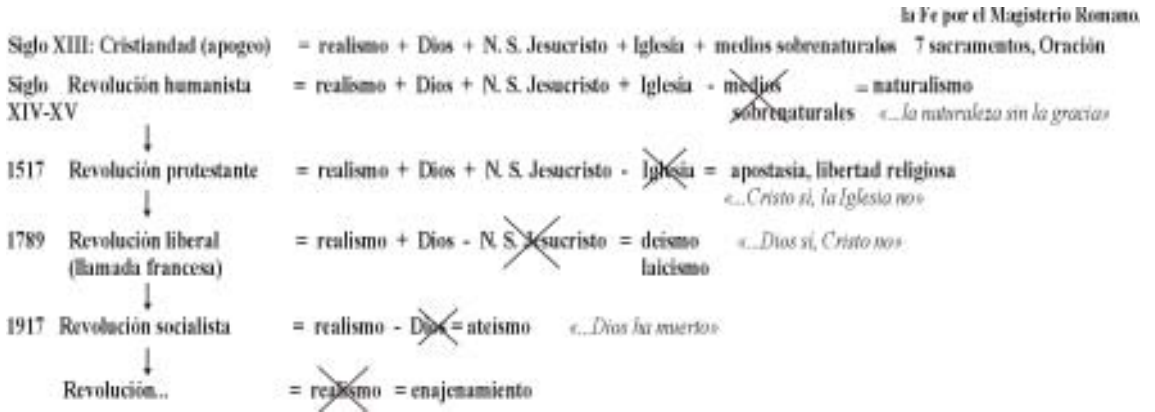 la Fe por el Magisterio Romano.
Siglo XIII: Cristiandad (apogeo) = realismo + Dios + N. S. Jesucristo + Iglesia + medios sobrenaturales 7 sacramentos, Oración
Siglo Revolución humanista = realismo + Dios + N. S. Jesucristo + Iglesia - medios = naturalismo
XIV-XV sobrenaturales «...la naturaleza sin la gracia»
1517 Revolución protestante = realismo + Dios + N. S. Jesucristo - Iglesia = apostasia, libertad religiosa
«...Cristo sí, la Iglesia no»
1789 Revolución liberal = realismo + Dios - N. S. Jesucristo = deísmo «...Dios sí, Cristo no»
(llamada francesa) laicismo
1917 Revolución socialista = realismo - Dios = ateismo «...Dios ha muerto»
Revolución... = realismo = enajenamiento